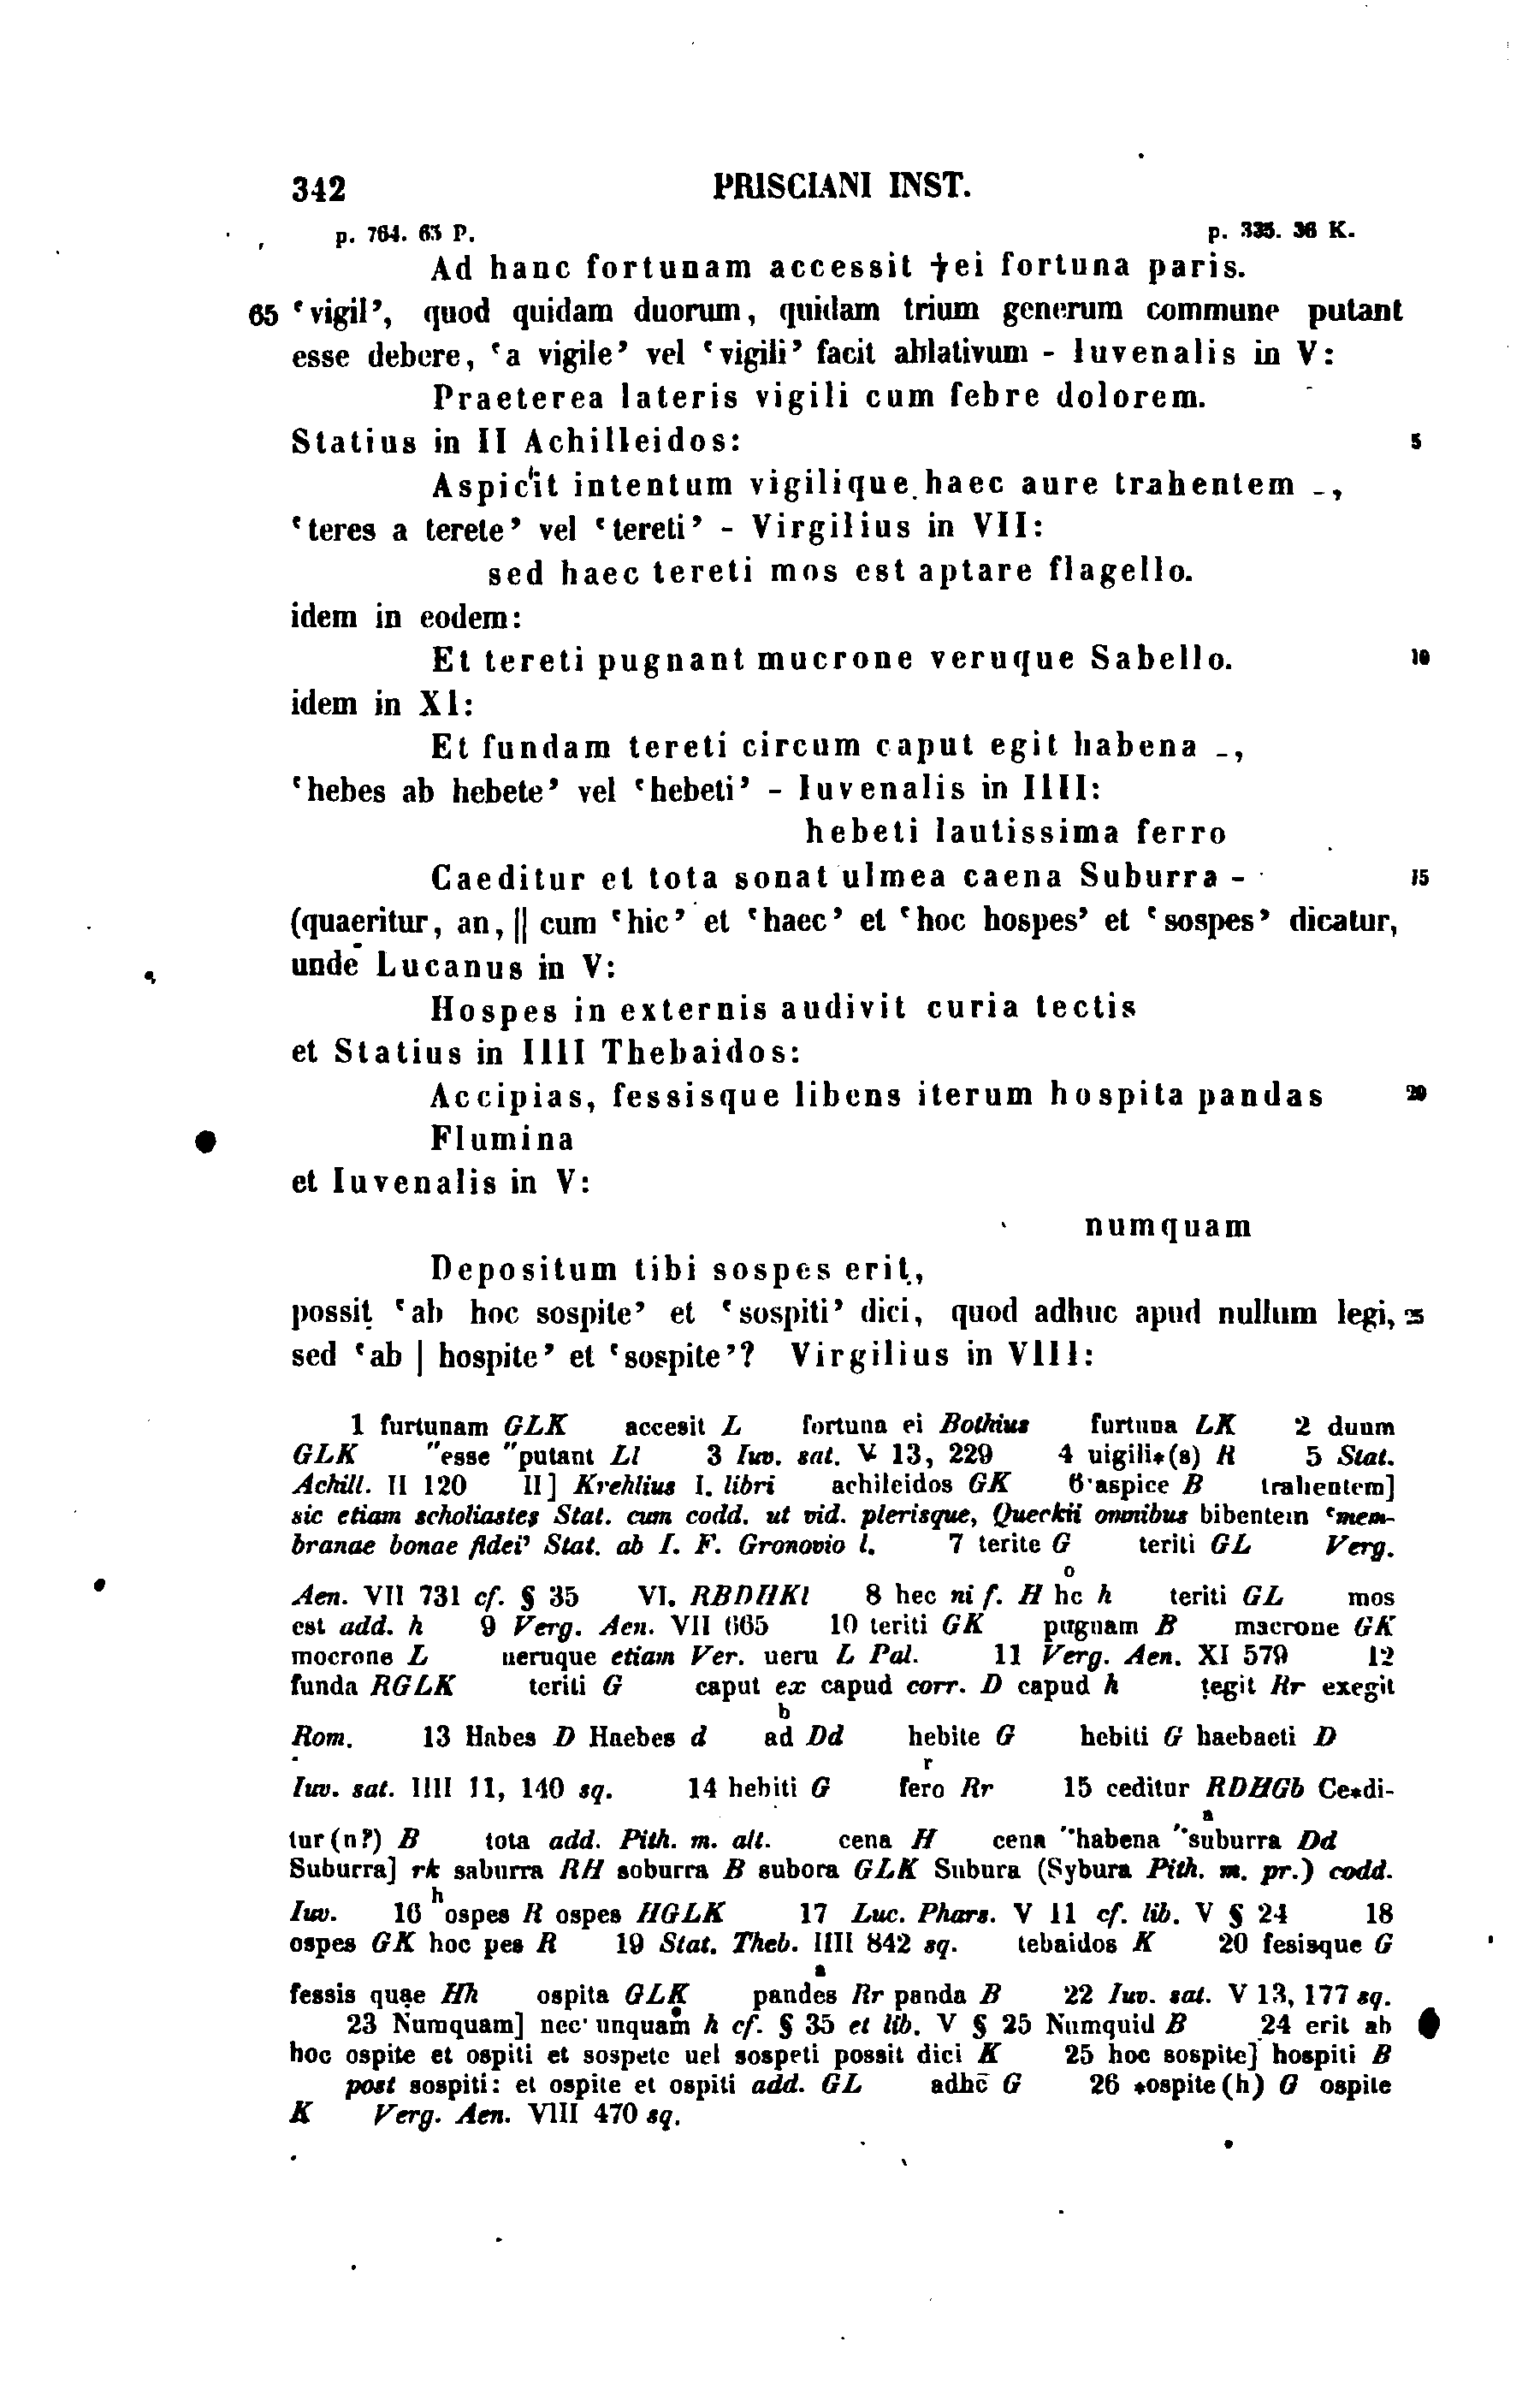 342 PRISCIANI INST.
p. 764. 65 P. p. 335. 36 K.
Ad hanc fortunam accessit †ei fortuna paris.
65 ‘vigil’, quod quidam duorum, quidam trium generum commune putant
esse debere, ‘a vigile’ vel ‘vigili’ facit ablativum - Iuvenalis in V:
Praeterea lateris vigili cum febre dolorem.
Statius in II Achilleidos: 5
Aspicit intentum vigilique haec aure trahentem -,
‘teres a terete’ vel ‘tereti’ - Virgilius in VII:
sed haec tereti mos est aptare flagello.
idem in eodem:
Et tereti pugnant mucrone veruque Sabello. 10
idem in XI:
Et fundam tereti circum caput egit habena -,
‘hebes ab hebete’ vel ‘hebeti’ - Iuvenalis in IIII:
hebeti lautissima ferro
Caeditur et tota sonat ulmea caena Suburra - 15
(quaeritur, an, || cum ‘hic’ et ‘haec’ et ‘hoc hospes’ et ‘sospes’ dicatur,
unde Lucanus in V:
Hospes in externis audivit curia tectis
et Statius in IIII Thebaidos:
Accipias, fessisque libens iterum hospita pandas 20
Flumina
et Iuvenalis in V:
numquam
Depositum tibi sospes erit,
possit ‘ab hoc sospite’ et ‘sospiti’ dici, quod adhuc apud nullum legi, 25
sed ‘ab | hospite’ et ‘sospite’? Virgilius in VIII:
1 furtunam GLK accesit L fortuna ei Bothius furtuna LK 2 duum
GLK "esse "putant Ll 3 Iuv. sat. V 13, 229 4 uigili*(s) R 5 Stat.
Achill. II 120 II] Krehlius I. libri achileidos GK 6 aspice B trahentem]
sic etiam scholiastes Stat. cum codd. ut vid. plerisque, Queckii omnibus bibentem ‘mem-
branae bonae fidei’ Stat. ab I. F. Gronovio l. 7 terite G teriti GL Verg.
Aen. VII 731 cf. § 35 VI. RBDHKl 8 hec ni f. H hc h teriti GL mos
o
est add. h 9 Verg. Aen. VII 665 10 teriti GK pugnam B macrone GK
mocrone L ueruque etiam Ver. ueru L Pal. 11 Verg. Aen. XI 579 12
funda RGLK teriti G caput ex capud corr. D capud h tegit Rr exegit
b
Rom. 13 Habes D Haebes d ad Dd hebite G hebiti G haebaeti D
r
Iuv. sat. IIII 11, 140 sq. 14 hebiti G fero Rr 15 ceditur RDHGb Ce*di-
a
tur (n?) B tota add. Pith. m. alt. cena H cena "habena "suburra Dd
Suburra] rk saburra RH soburra B subora GLK Subura (Sybura Pith. m. pr.) codd.
h
Iuv. 16 ospes R ospes HGLK 17 Luc. Phars. V 11 cf. lib. V § 24 18
ospes GK hoc pes R 19 Stat. Theb. IIII 842 sq. tebaidos K 20 fesisque G
a
fessis quae Hh ospita GLK pandes Rr panda B 22 Iuv. sat. V 13, 177 sq.
23 Numquam] nec unquam h cf. § 35 et lib. V § 25 Numquid B 24 erit ab
hoc ospite et ospiti et sospete uel sospeti possit dici K 25 hoc sospite] hospiti B
post sospiti: et ospite et ospiti add. GL adhc̄ G 26 *ospite (h) G ospite
K Verg. Aen. VIII 470 sq.